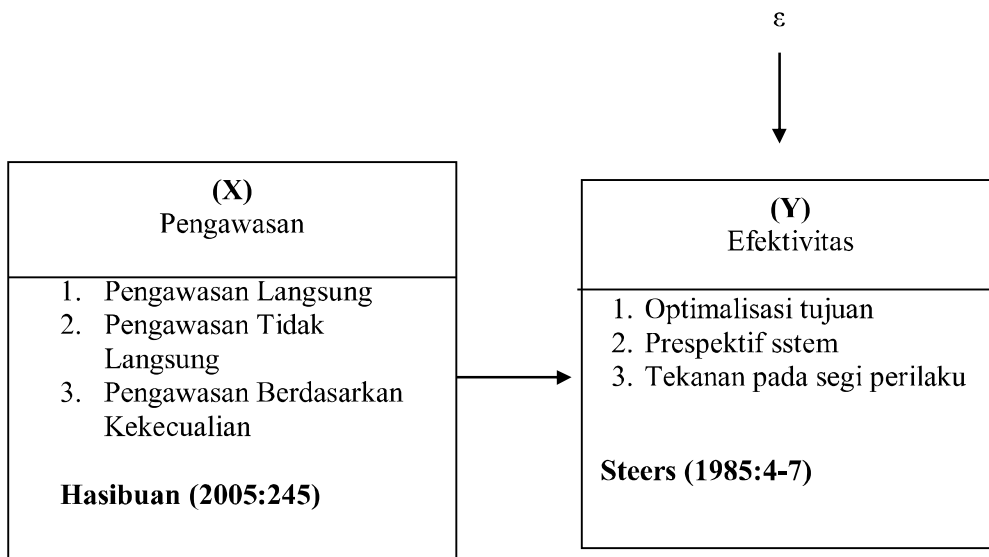 ε
(X)
Pengawasan
1. Pengawasan Langsung
2. Pengawasan Tidak
Langsung
3. Pengawasan Berdasarkan
Kekecualian
Hasibuan (2005:245)
(Y)
Efektivitas
1. Optimalisasi tujuan
2. Prespektif sstem
3. Tekanan pada segi perilaku
Steers (1985:4-7)